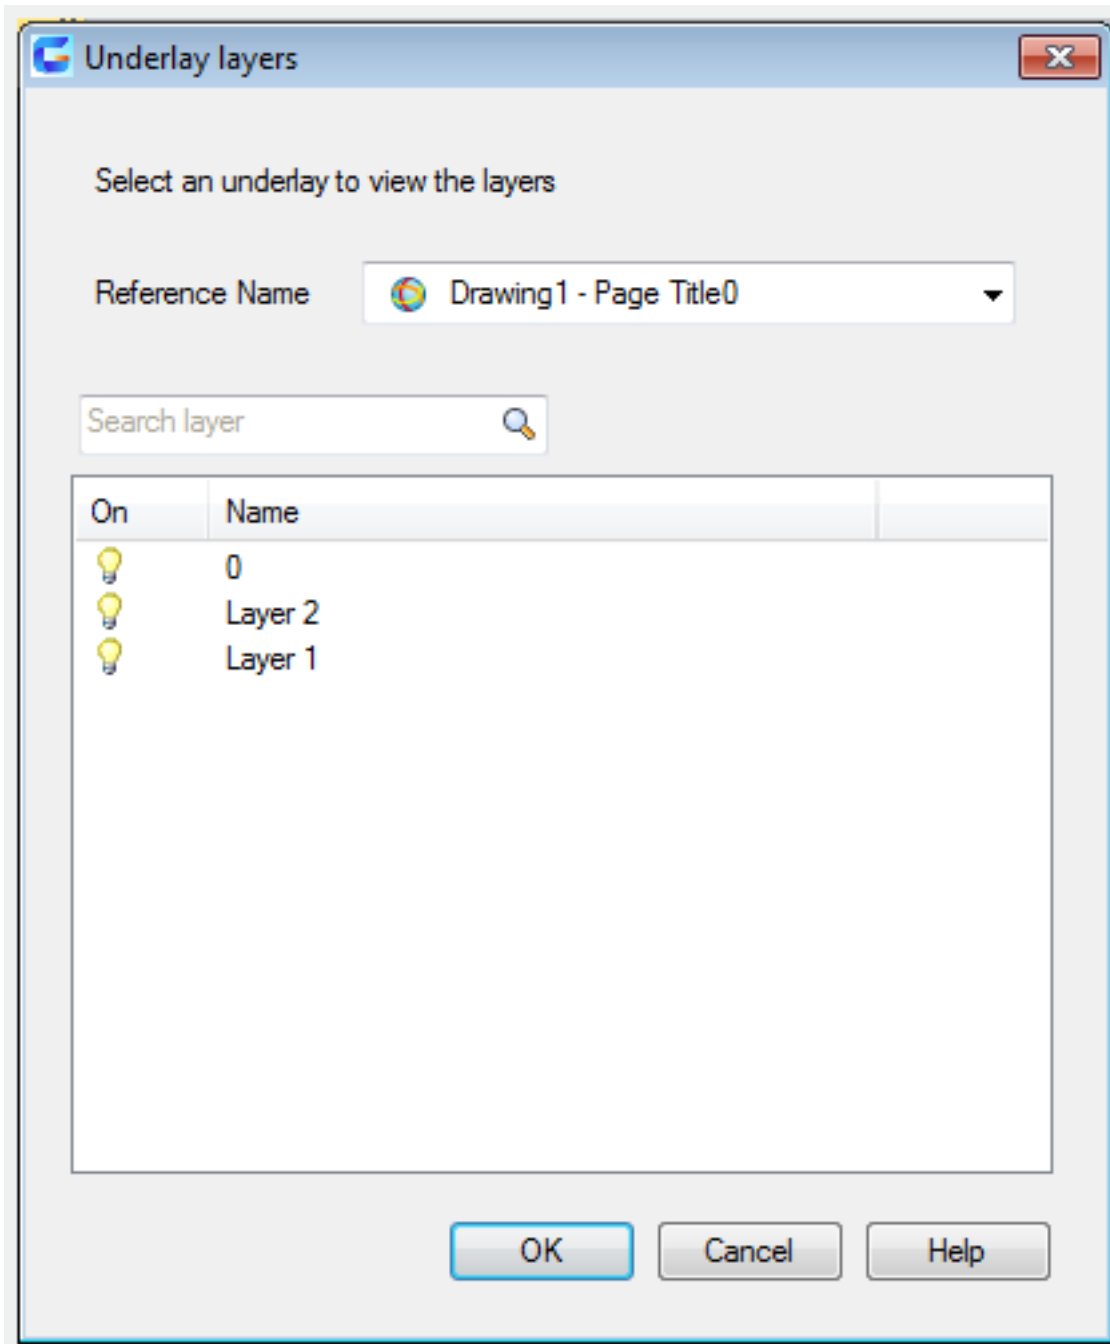 Underlay layers
Select an underlay to view the layers
Reference Name Drawing1 - Page Title0
Search layer
On Name
0
Layer 2
Layer 1
OK Cancel Help